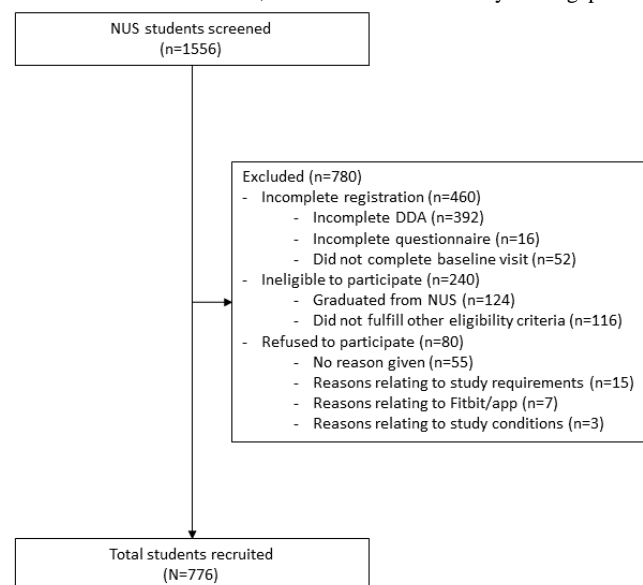 NUS students screened
(n=1556)
Excluded (n=780)
- Incomplete registration (n=460)
- Incomplete DDA (n=392)
- Incomplete questionnaire (n=16)
- Did not complete baseline visit (n=52)
- Ineligible to participate (n=240)
- Graduated from NUS (n=124)
- Did not fulfill other eligibility criteria (n=116)
- Refused to participate (n=80)
- No reason given (n=55)
- Reasons relating to study requirements (n=15)
- Reasons relating to Fitbit/app (n=7)
- Reasons relating to study conditions (n=3)
Total students recruited
(N=776)